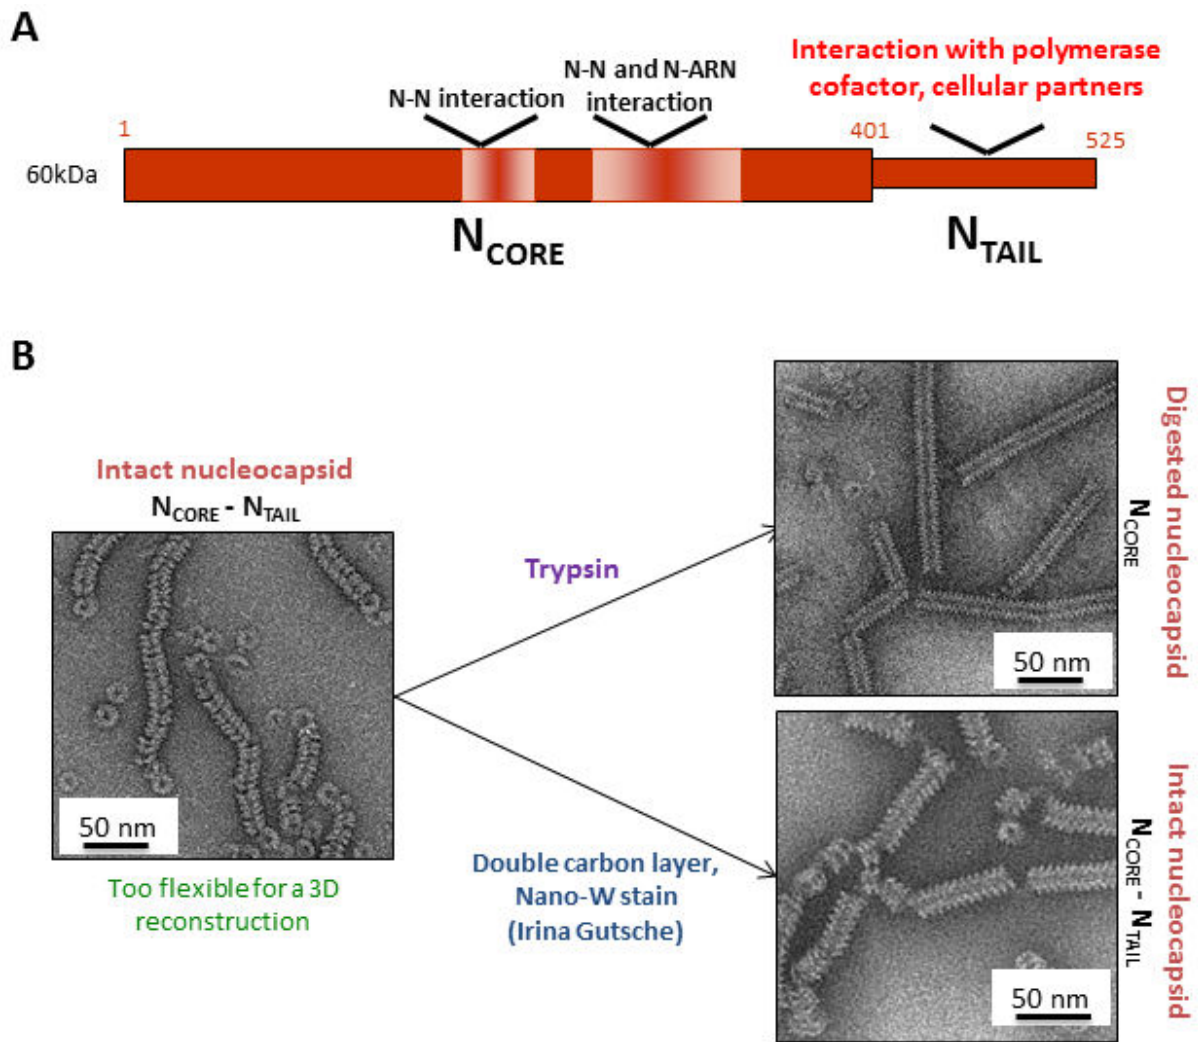 A
N-N interaction
N-N and N-ARN
interaction
Interaction with polymerase
cofactor, cellular partners
1
401
525
60kDa
NCORE
NTAIL
B
Intact nucleocapsid
NCORE - NTAIL
50 nm
Too flexible for a 3D
reconstruction
Trypsin
Double carbon layer,
Nano-W stain
(Irina Gutsche)
50 nm
NCORE
Digested nucleocapsid
50 nm
NCORE - NTAIL
Intact nucleocapsid